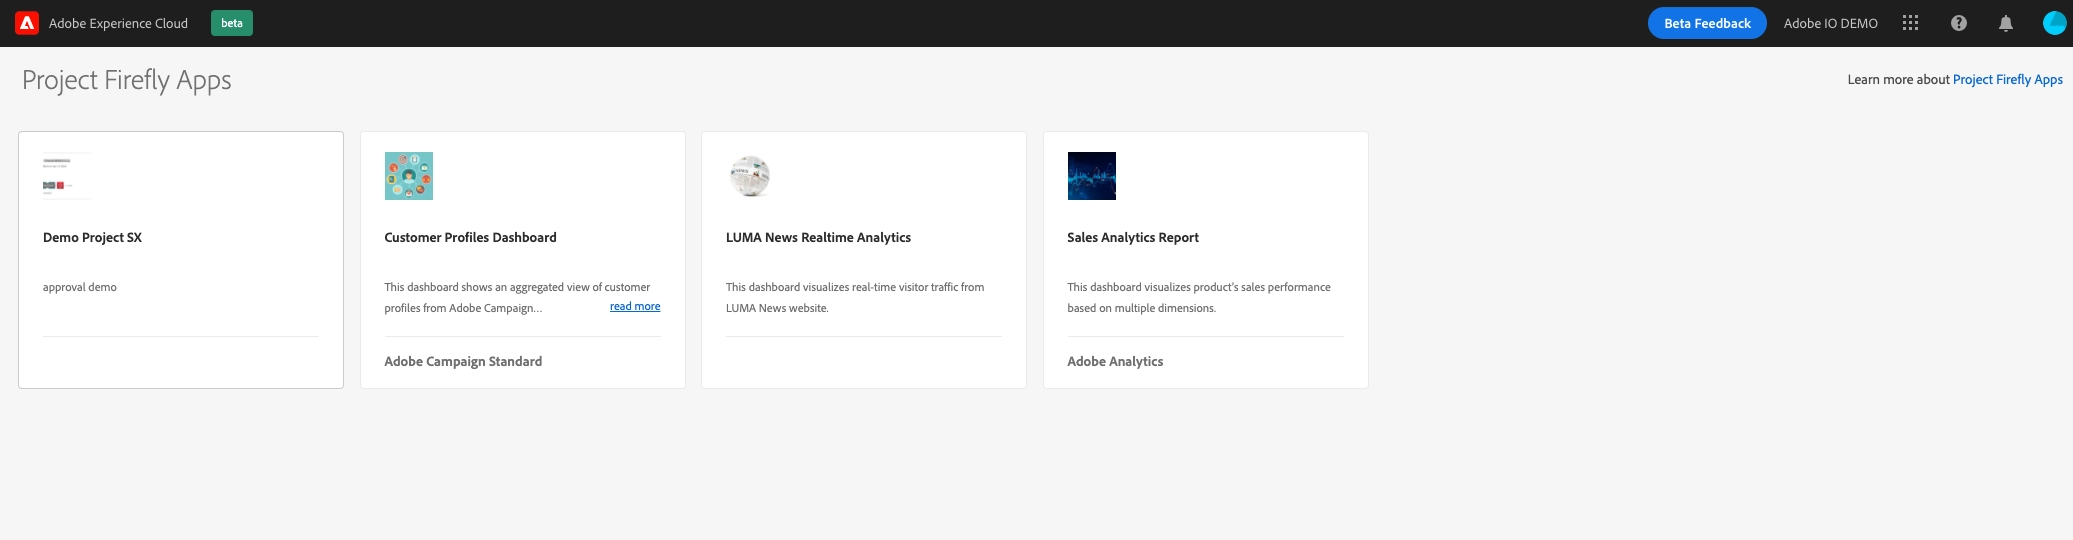 Adobe Experience Cloud beta Beta Feedback Adobe IO DEMO
Project Firefly Apps
Learn more about Project Firefly Apps
Demo Project SX
approval demo
Customer Profiles Dashboard
This dashboard shows an aggregated view of customer
profiles from Adobe Campaign... read more
Adobe Campaign Standard
NEWS
LUMA News Realtime Analytics
This dashboard visualizes real-time visitor traffic from
LUMA News website.
Sales Analytics Report
This dashboard visualizes product's sales performance
based on multiple dimensions.
Adobe Analytics